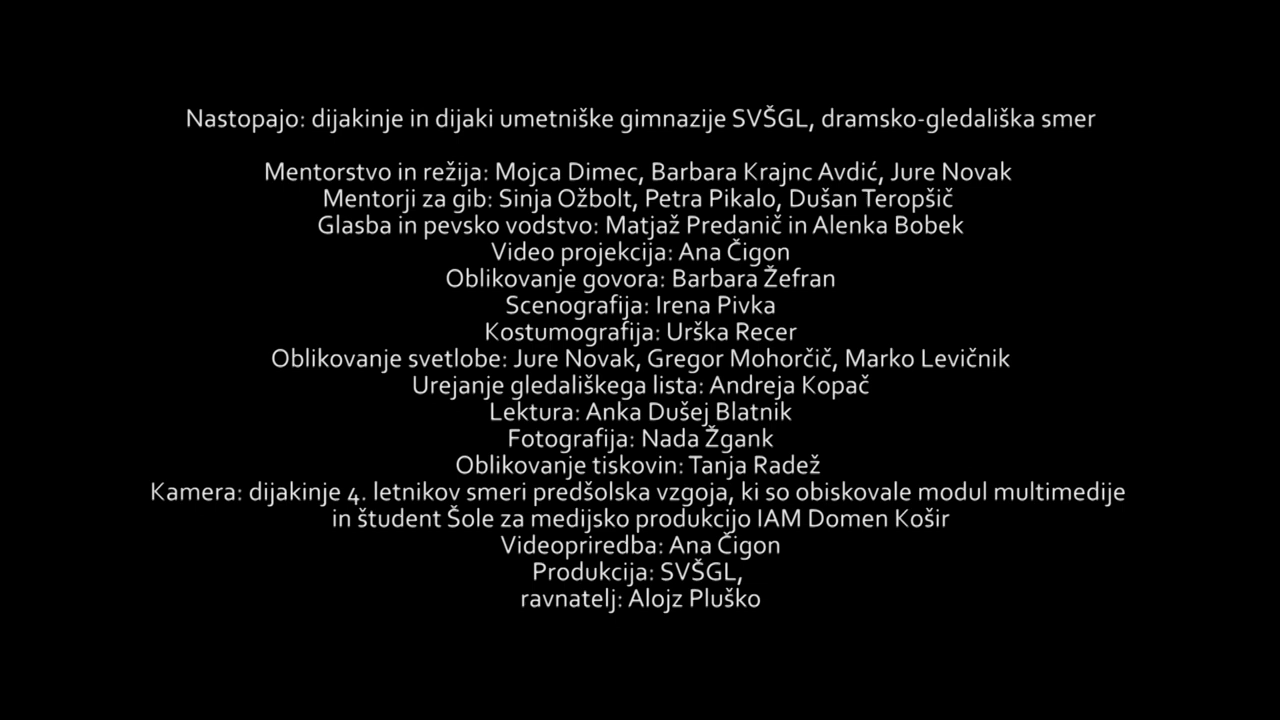 Nastopajo: dijakinje in dijaki umetniške gimnazije SVŠGL, dramsko-gledališka smer
Mentorstvo in režija: Mojca Dimec, Barbara Krajnc Avdić, Jure Novak
Mentorji za gib: Sinja Ožbolt, Petra Pikalo, Dušan Teropšič
Glasba in pevsko vodstvo: Matjaž Predanič in Alenka Bobek
Video projekcija: Ana Čigon
Oblikovanje govora: Barbara Žefran
Scenografija: Irena Pivka
Kostumografija: Urška Recer
Oblikovanje svetlobe: Jure Novak, Gregor Mohorčič, Marko Levičnik
Urejanje gledališkega lista: Andreja Kopač
Lektura: Anka Dušej Blatnik
Fotografija: Nada Žgank
Oblikovanje tiskovin: Tanja Radež
Kamera: dijakinje 4. letnikov smeri predšolska vzgoja, ki so obiskovale modul multimedije
in študent Šole za medijsko produkcijo IAM Domen Košir
Videopriredba: Ana Čigon
Produkcija: SVŠGL,
ravnatelj: Alojz Pluško